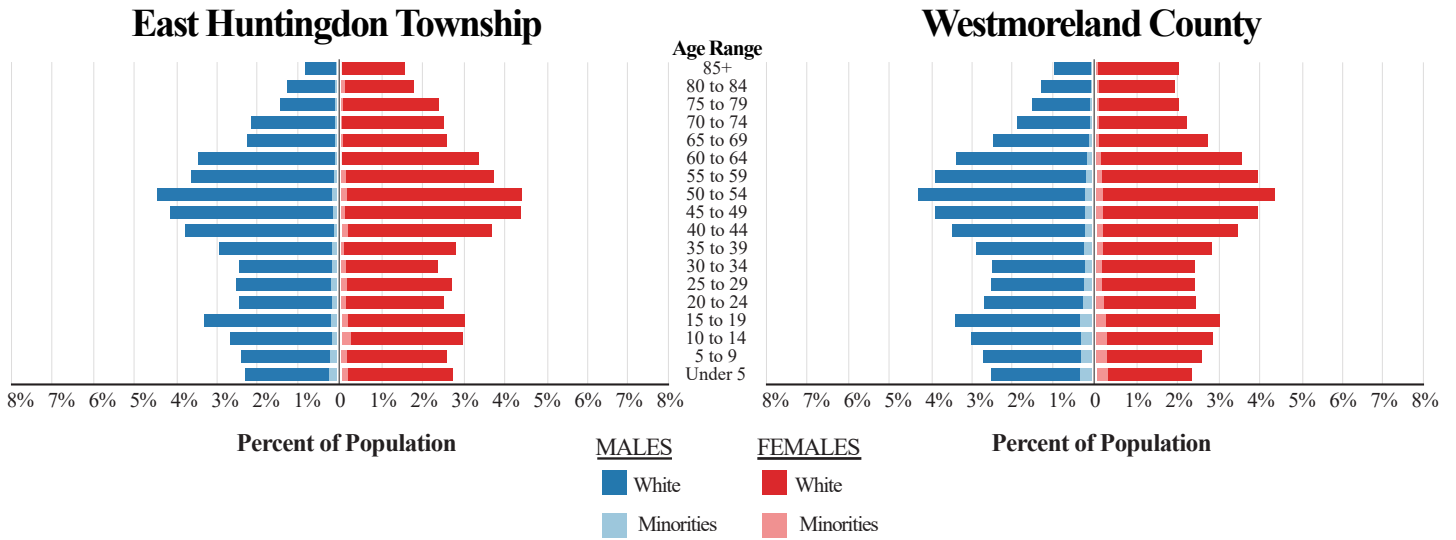 East Huntingdon Township
Westmoreland County
Age Range
85+
80 to 84
75 to 79
70 to 74
65 to 69
60 to 64
55 to 59
50 to 54
45 to 49
40 to 44
35 to 39
30 to 34
25 to 29
20 to 24
15 to 19
10 to 14
5 to 9
Under 5
8% 7% 6% 5% 4% 3% 2% 1% 0 1% 2% 3% 4% 5% 6% 7% 8%
8% 7% 6% 5% 4% 3% 2% 1% 0 1% 2% 3% 4% 5% 6% 7% 8%
Percent of Population
Percent of Population
MALES
FEMALES
White
White
Minorities
Minorities